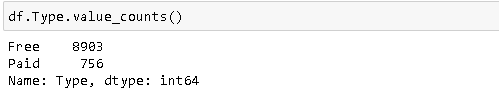 df.Type.value_counts()
Free    8903
Paid     756
Name: Type, dtype: int64